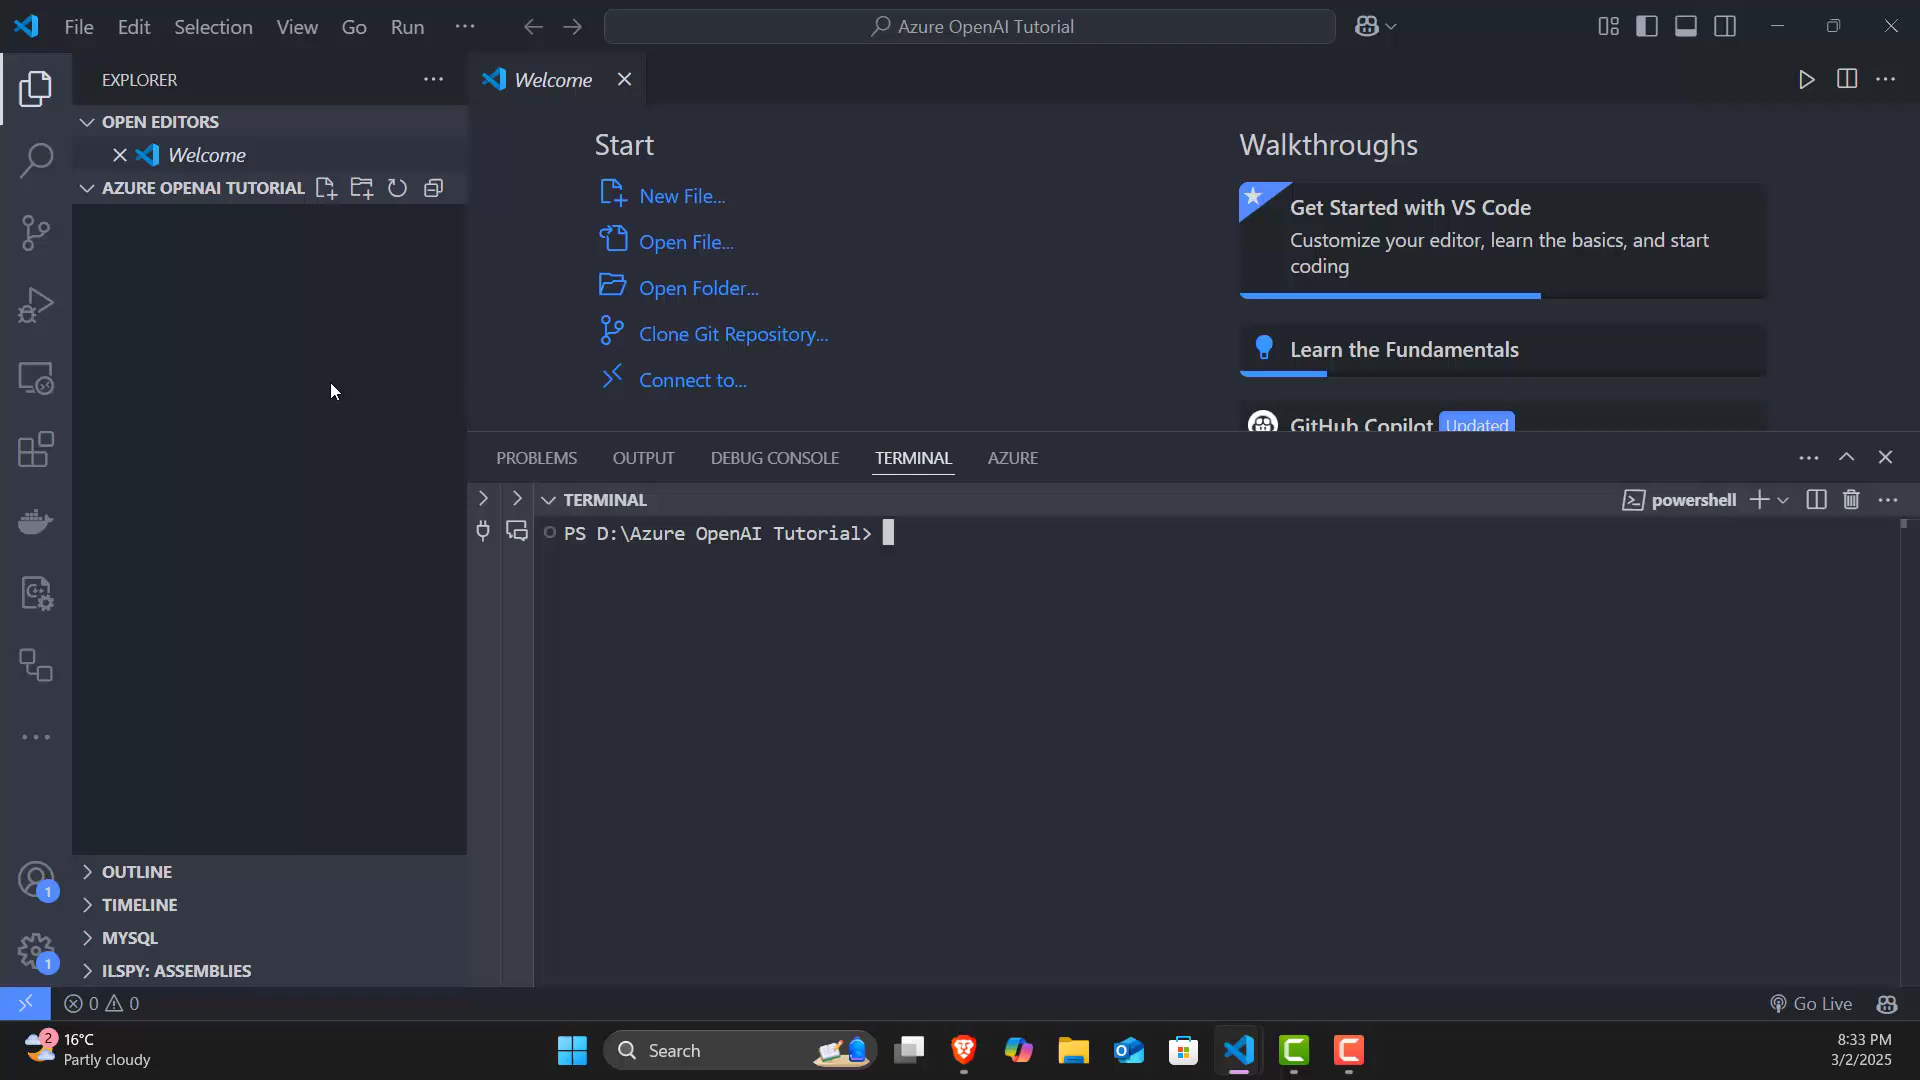 File Edit Selection View Go Run
Azure OpenAI Tutorial
EXPLORER
OPEN EDITORS
Welcome
AZURE OPENAI TUTORIAL
OUTLINE
TIMELINE
MYSQL
ILSPY: ASSEMBLIES
1
1
Welcome
Start
New File...
Open File...
Open Folder...
Clone Git Repository...
Connect to...
Walkthroughs
Get Started with VS Code
Customize your editor, learn the basics, and start
coding
Learn the Fundamentals
GitHub Copilot Updated
PROBLEMS OUTPUT DEBUG CONSOLE TERMINAL AZURE
TERMINAL
powershell
PS D:\Azure OpenAI Tutorial>
0 0
Go Live
2
16°C
Partly cloudy
Search
8:33 PM
3/2/2025